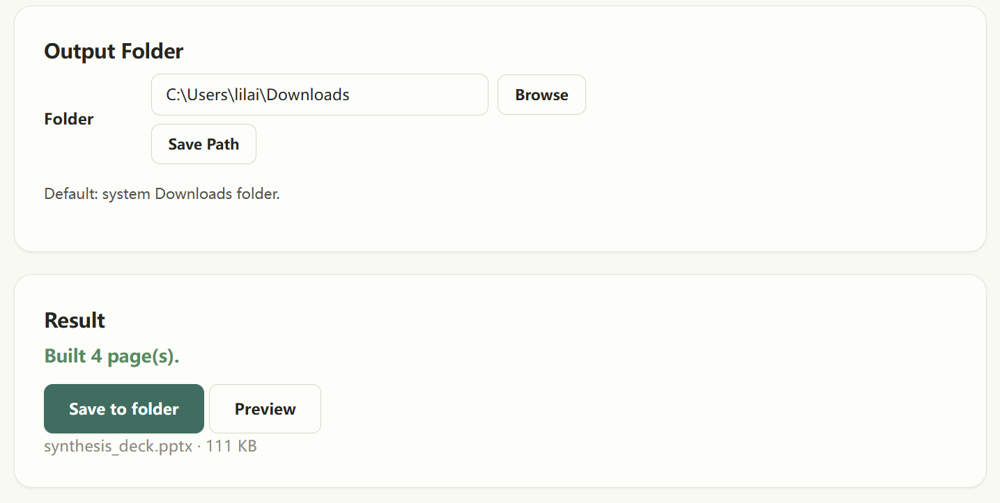 Output Folder
Folder
C:\Users\lilai\Downloads
Browse
Save Path
Default: system Downloads folder.
Result
Built 4 page(s).
Save to folder
Preview
synthesis_deck.pptx · 111 KB